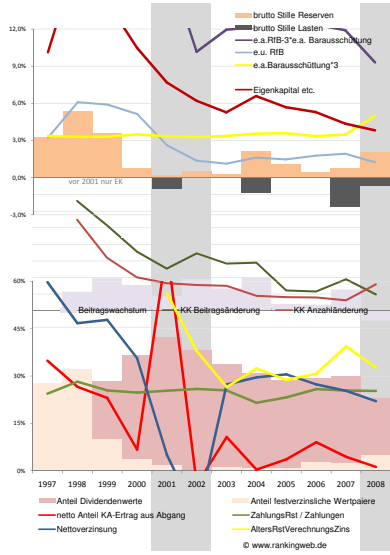 12,0%
9,0%
6,0%
3,0%
0,0%
-3,0%
brutto Stille Reserven
brutto Stille Lasten
e.a.RfB-3*e.a. Barausschüttung
e.u. RfB
e.a.Barausschüttung*3
Eigenkapital etc.
vor 2001 nur EK
Beitragswachstum
KK Beitragsänderung
KK Anzahländerung
60%
45%
30%
15%
0%
1997 1998 1999 2000 2001 2002 2003 2004 2005 2006 2007 2008
Anteil Dividendenwerte
Anteil festverzinsliche Wertpaiere
netto Anteil KA-Ertrag aus Abgang
ZahlungsRst / Zahlungen
Nettoverzinsung
AltersRstVerechnungsZins
© www.rankingweb.de